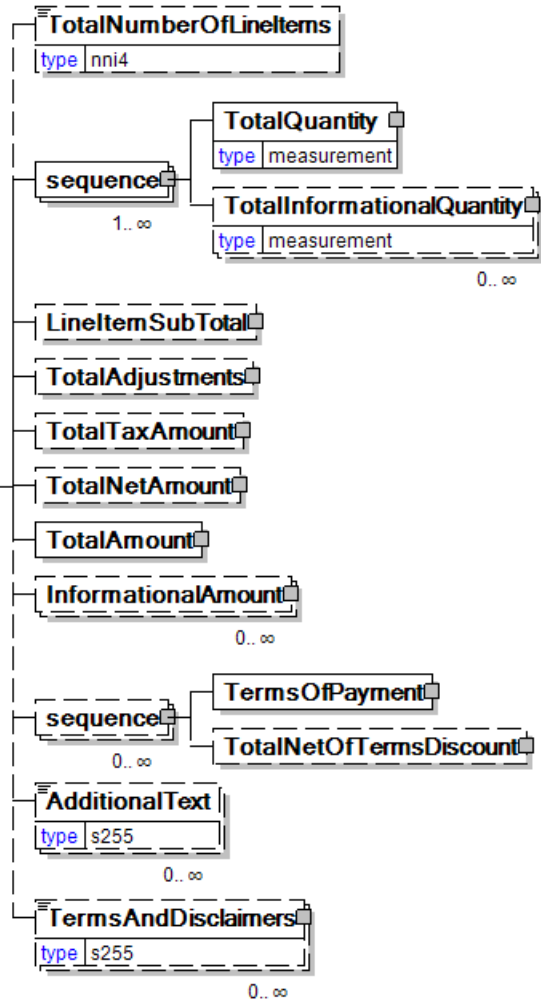 TotalNumberOfLineItems
type nni4
TotalQuantity
type measurement
sequence
1.. ∞
TotalInformationalQuantity
type measurement
0.. ∞
LineItemSubTotal
TotalAdjustments
TotalTaxAmount
TotalNetAmount
TotalAmount
InformationalAmount
0.. ∞
TermsOfPayment
sequence
0.. ∞
TotalNetOfTermsDiscount
AdditionalText
type s255
0.. ∞
TermsAndDisclaimers
type s255
0.. ∞